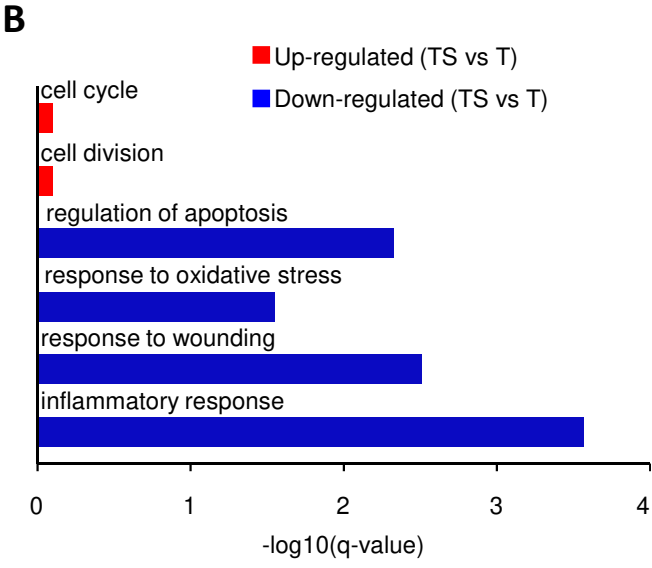 B
Up-regulated (TS vs T)
Down-regulated (TS vs T)
cell cycle
cell division
regulation of apoptosis
response to oxidative stress
response to wounding
inflammatory response
0 1 2 3 4
-log10(q-value)